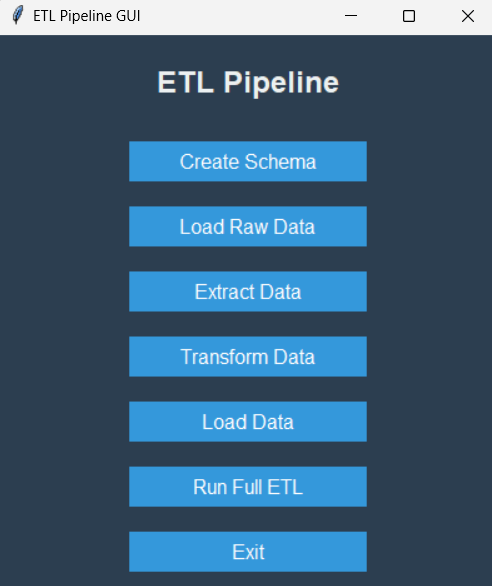 ETL Pipeline GUI
ETL Pipeline
Create Schema
Load Raw Data
Extract Data
Transform Data
Load Data
Run Full ETL
Exit